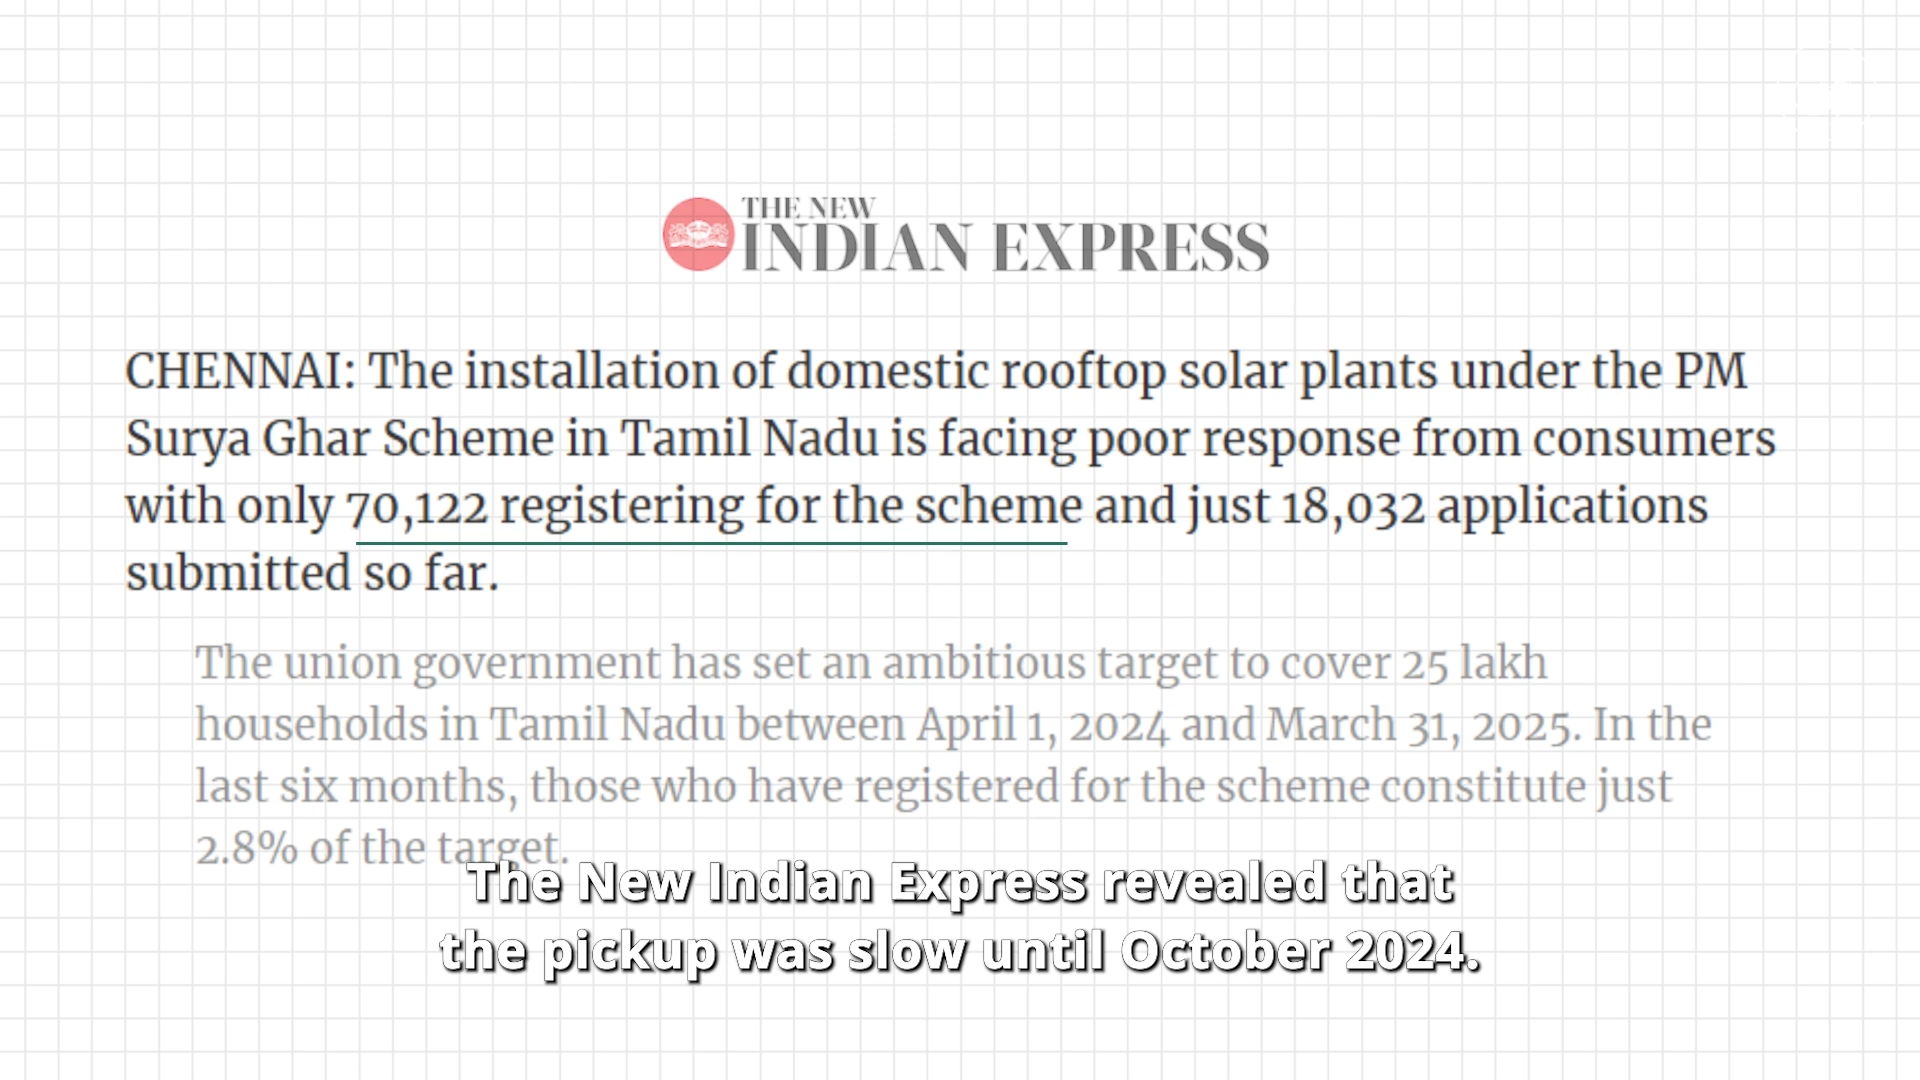 THE NEW
INDIAN EXPRESS
CHENNAI: The installation of domestic rooftop solar plants under the PM
Surya Ghar Scheme in Tamil Nadu is facing poor response from consumers
with only 70,122 registering for the scheme and just 18,032 applications
submitted so far.
The union government has set an ambitious target to cover 25 lakh
households in Tamil Nadu between April 1, 2024 and March 31, 2025. In the
last six months, those who have registered for the scheme constitute just
2.8% of the target.
The New Indian Express revealed that
the pickup was slow until October 2024.